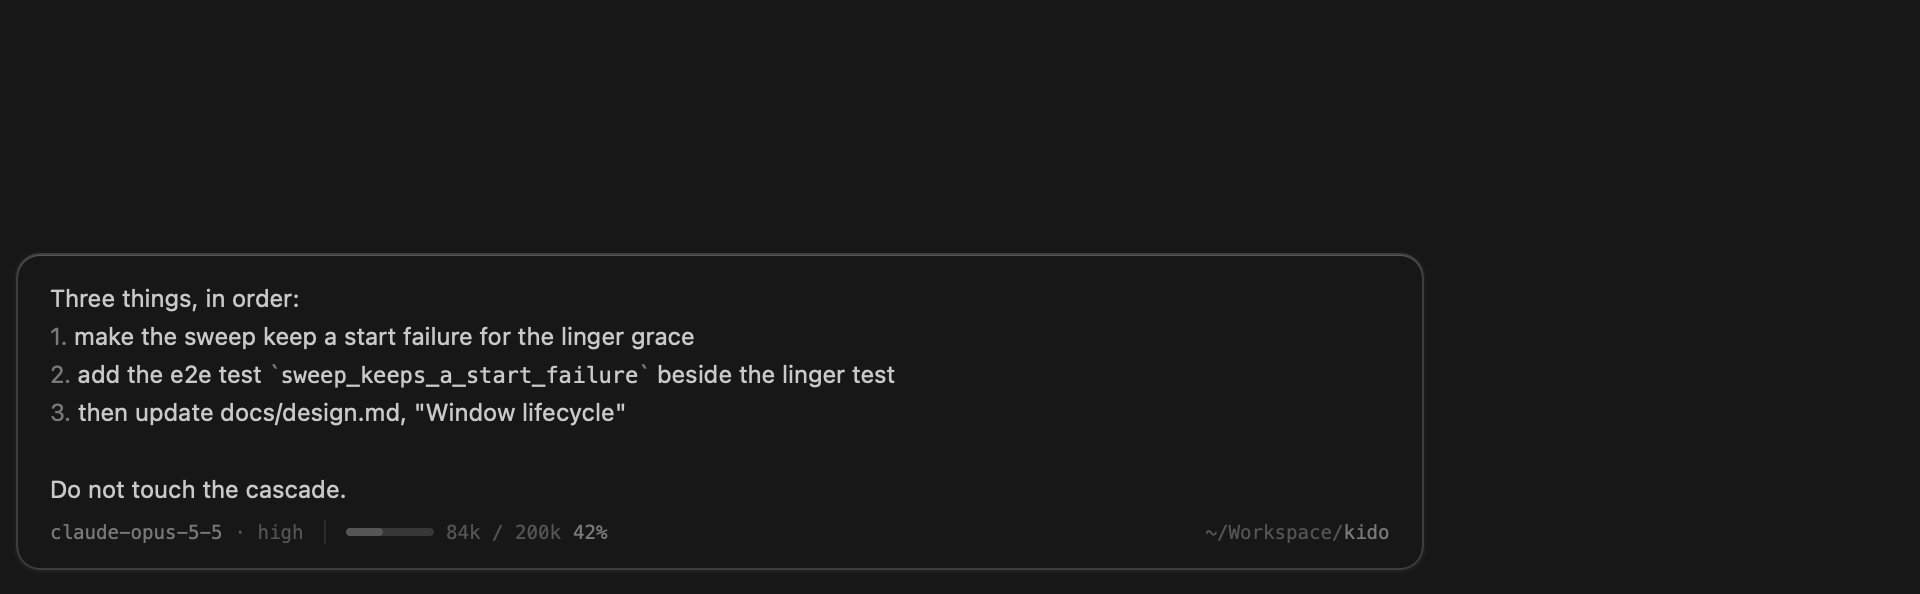 Three things, in order:
1. make the sweep keep a start failure for the linger grace
2. add the e2e test `sweep_keeps_a_start_failure` beside the linger test
3. then update docs/design.md, "Window lifecycle"
Do not touch the cascade.
claude-opus-5-5 · high | 84k / 200k 42% ~/Workspace/kido